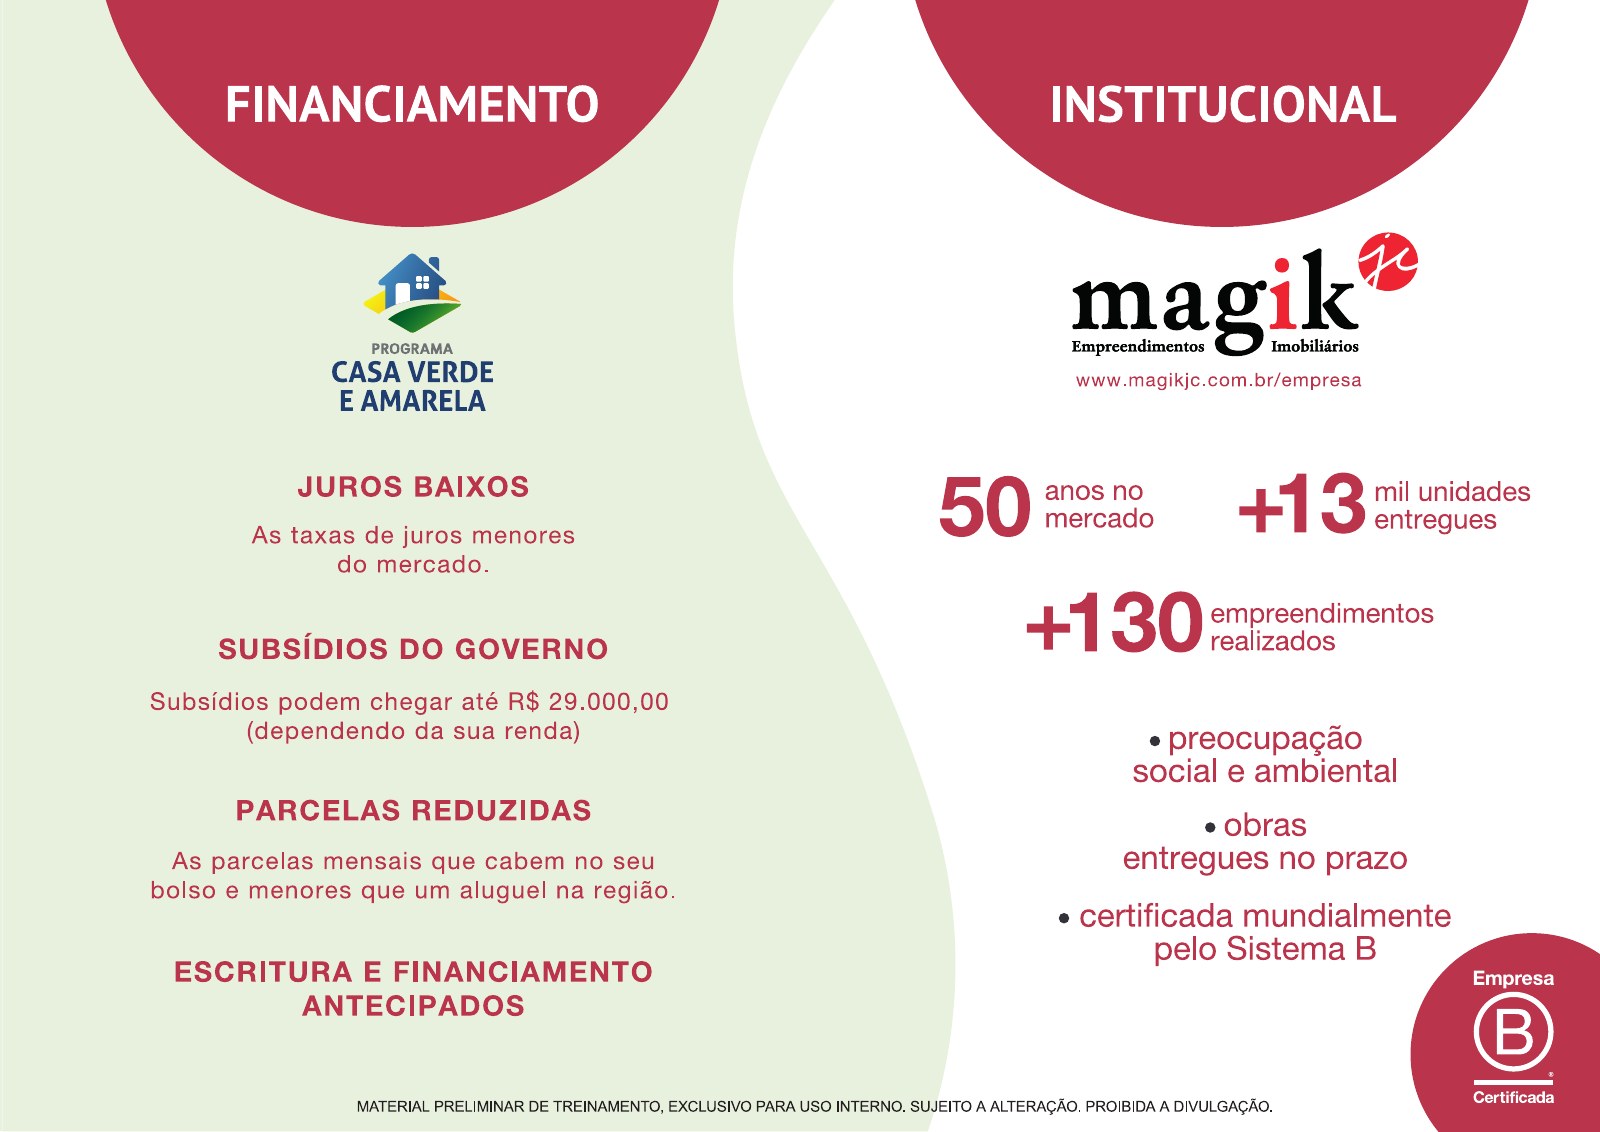 FINANCIAMENTO
PROGRAMA
CASA VERDE
E AMARELA
JUROS BAIXOS
As taxas de juros menores
do mercado.
SUBSÍDIOS DO GOVERNO
Subsídios podem chegar até R$ 29.000,00
(dependendo da sua renda)
PARCELAS REDUZIDAS
As parcelas mensais que cabem no seu
bolso e menores que um aluguel na região.
ESCRITURA E FINANCIAMENTO
ANTECIPADOS
INSTITUCIONAL
magik jc
Empreendimentos Imobiliários
www.magikjc.com.br/empresa
50 anos no
mercado
+13 mil unidades
entregues
+130 empreendimentos
realizados
• preocupação
social e ambiental
• obras
entregues no prazo
• certificada mundialmente
pelo Sistema B
Empresa
B
®
Certificada
MATERIAL PRELIMINAR DE TREINAMENTO, EXCLUSIVO PARA USO INTERNO. SUJEITO A ALTERAÇÃO. PROIBIDA A DIVULGAÇÃO.